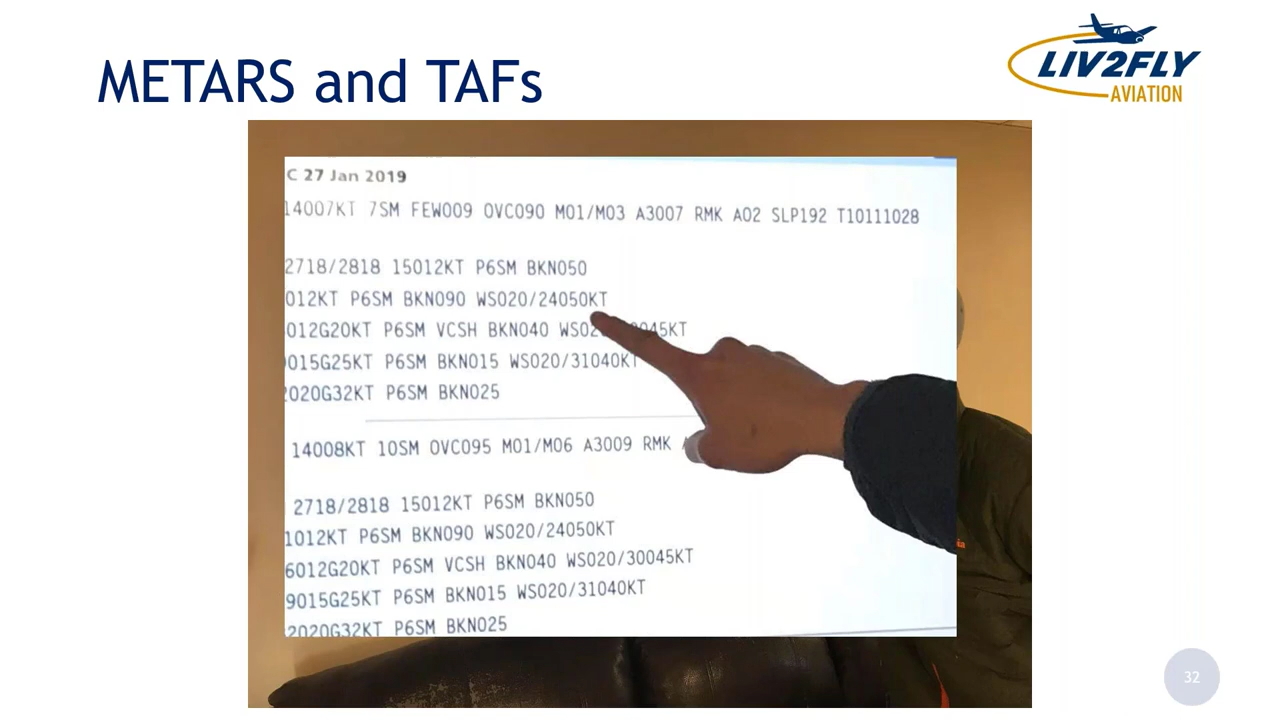 METARS and TAFs
LIV2FLY
AVIATION
C 27 Jan 2019
14007KT 7SM FEW009 OVC090 M01/M03 A3007 RMK AO2 SLP192 T10111028
2718/2818 15012KT P6SM BKN050
012KT P6SM BKN090 WS020/24050KT
012G20KT P6SM VCSH BKN040
015G25KT P6SM BKN015 WS020/31040KT
2020G32KT P6SM BKN025
14008KT 10SM OVC095 M01/M06 A3009 RMK
2718/2818 15012KT P6SM BKN050
1012KT P6SM BKN090 WS020/24050KT
6012G20KT P6SM VCSH BKN040 WS020/30045KT
9015G25KT P6SM BKN015 WS020/31040KT
2020G32KT P6SM BKN025
32